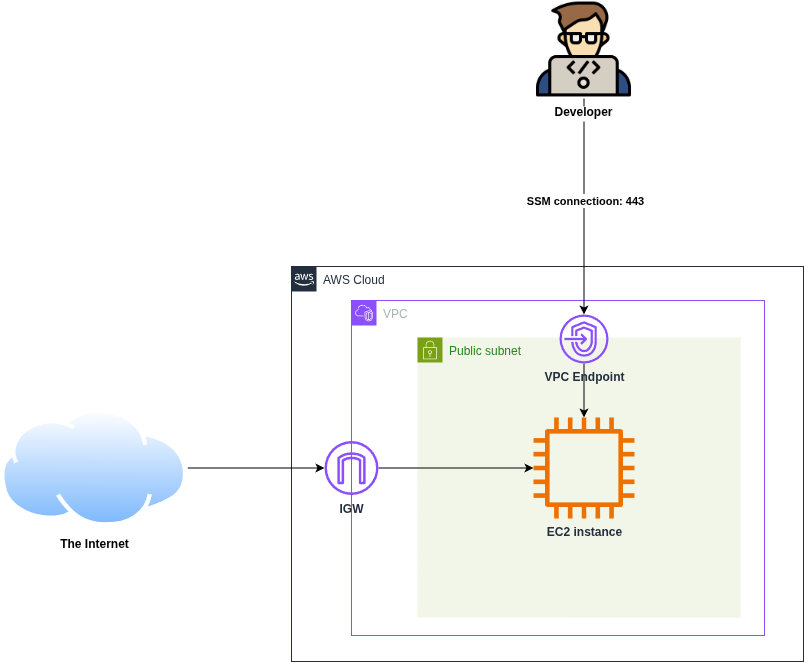 Developer
SSM connectioon: 443
aws
AWS Cloud
VPC
Public subnet
VPC Endpoint
IGW
EC2 instance
The Internet